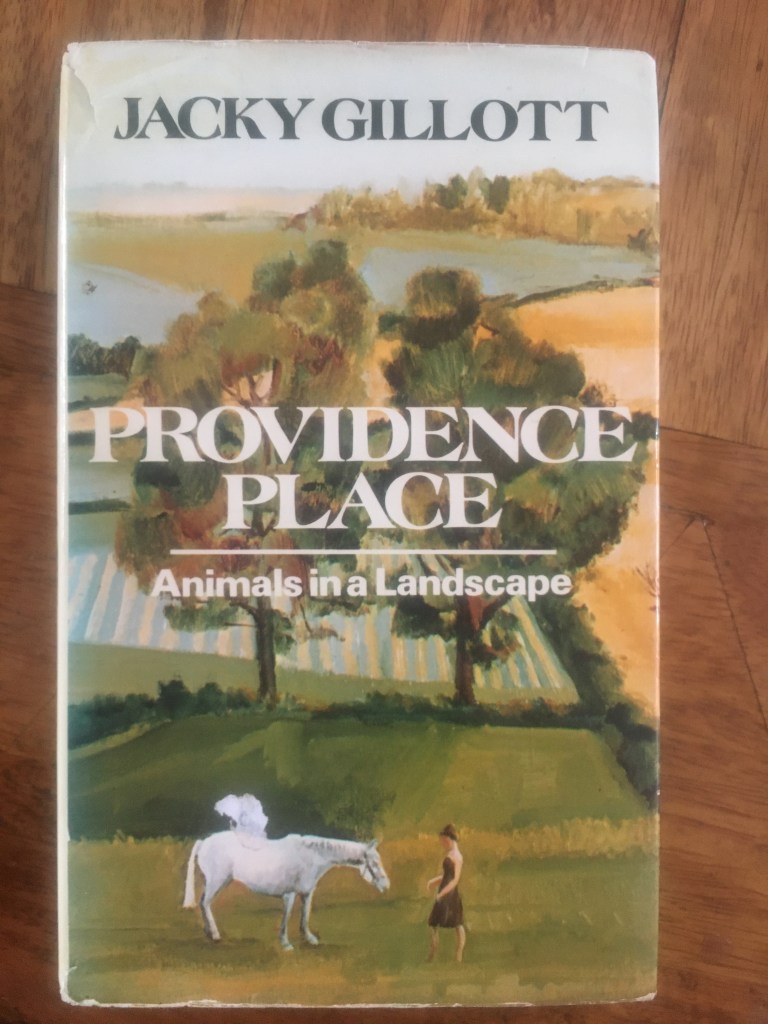 JACKY GILLOTT
PROVIDENCE
PLACE
Animals in a Landscape